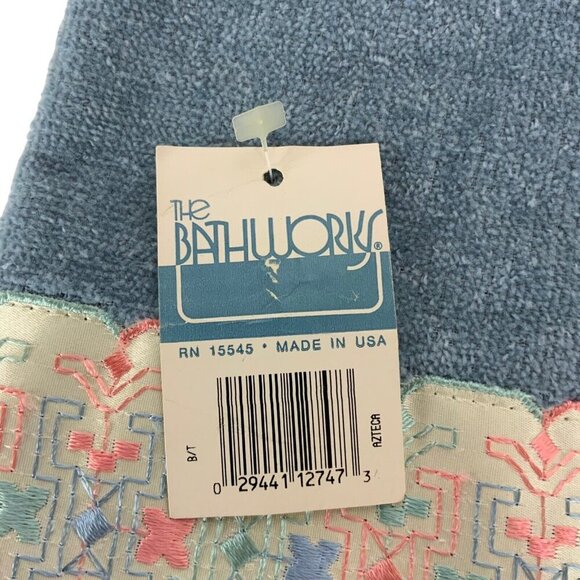 THE
BATHWORKS®
RN 15545 • MADE IN USA
B/T
AZTECA
0 29441 12747 3